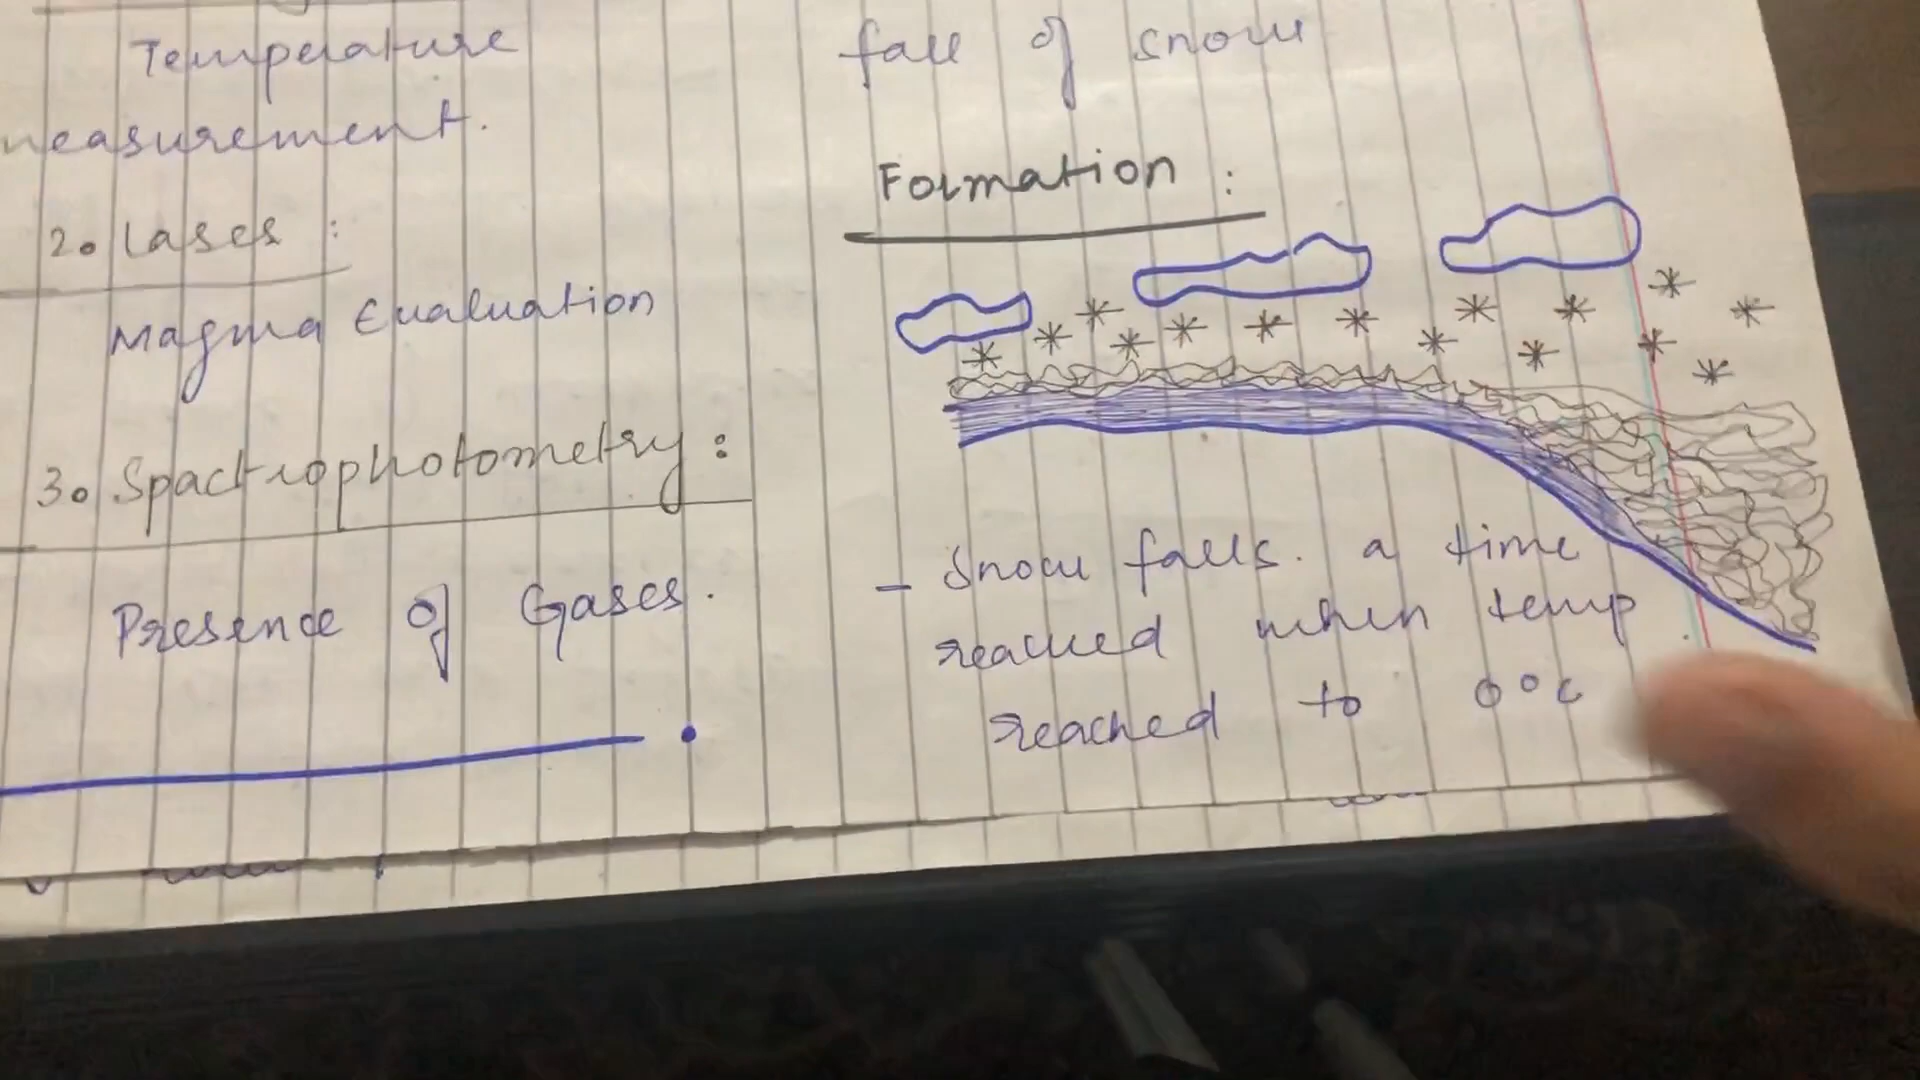 Temperature
measurement.
2. Lases :
Magma Evaluation
3. Spactrophotometry :
Presence of Gases.
fall of snow
Formation :
- Snow falls. a time
reached when temp
reached to 0°c